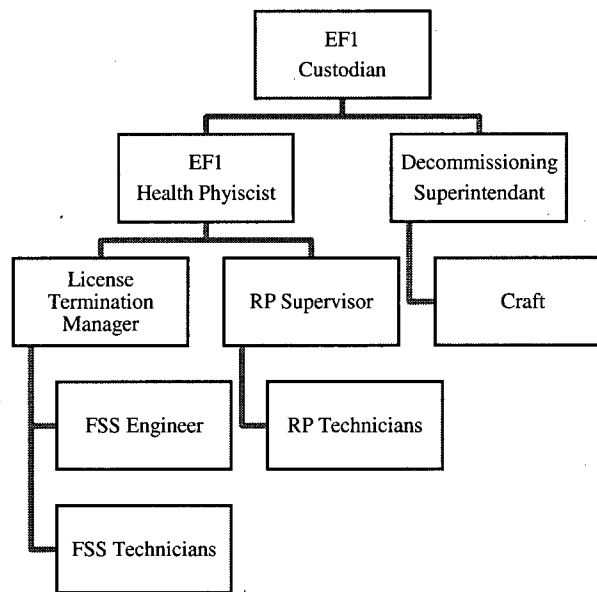 EF1
Custodian
EF1
Health Phyiscist
Decommissioning
Superintendant
License
Termination
Manager
RP Supervisor
Craft
FSS Engineer
RP Technicians
FSS Technicians